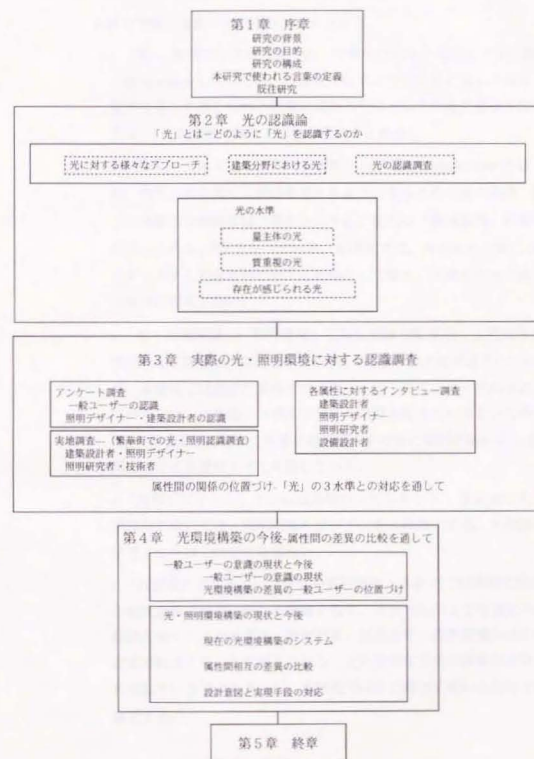 第1章 序章
研究の背景
研究の目的
研究の構成
本研究で使われる言葉の定義
既往研究
第2章 光の認識論
「光」とは－どのように「光」を認識するのか
光に対する様々なアプローチ
建築分野における光
光の認識調査
光の水準
量主体の光
質重視の光
存在が感じられる光
第3章 実際の光・照明環境に対する認識調査
アンケート調査
一般ユーザーの認識
照明デザイナー・建築設計者の認識
実地調査―（繁華街での光・照明認識調査）
建築設計者・照明デザイナー
照明研究者・技術者
各属性に対するインタビュー調査
建築設計者
照明デザイナー
照明研究者
設備設計者
属性間の関係の位置づけ-「光」の3水準との対応を通して
第4章 光環境構築の今後-属性間の差異の比較を通して
一般ユーザーの意識の現状と今後
一般ユーザーの意識の現状
光環境構築の差異の一般ユーザーの位置づけ
光・照明環境構築の現状と今後
現在の光環境構築のシステム
属性間相互の差異の比較
設計意図と実現手段の対応
第5章 終章